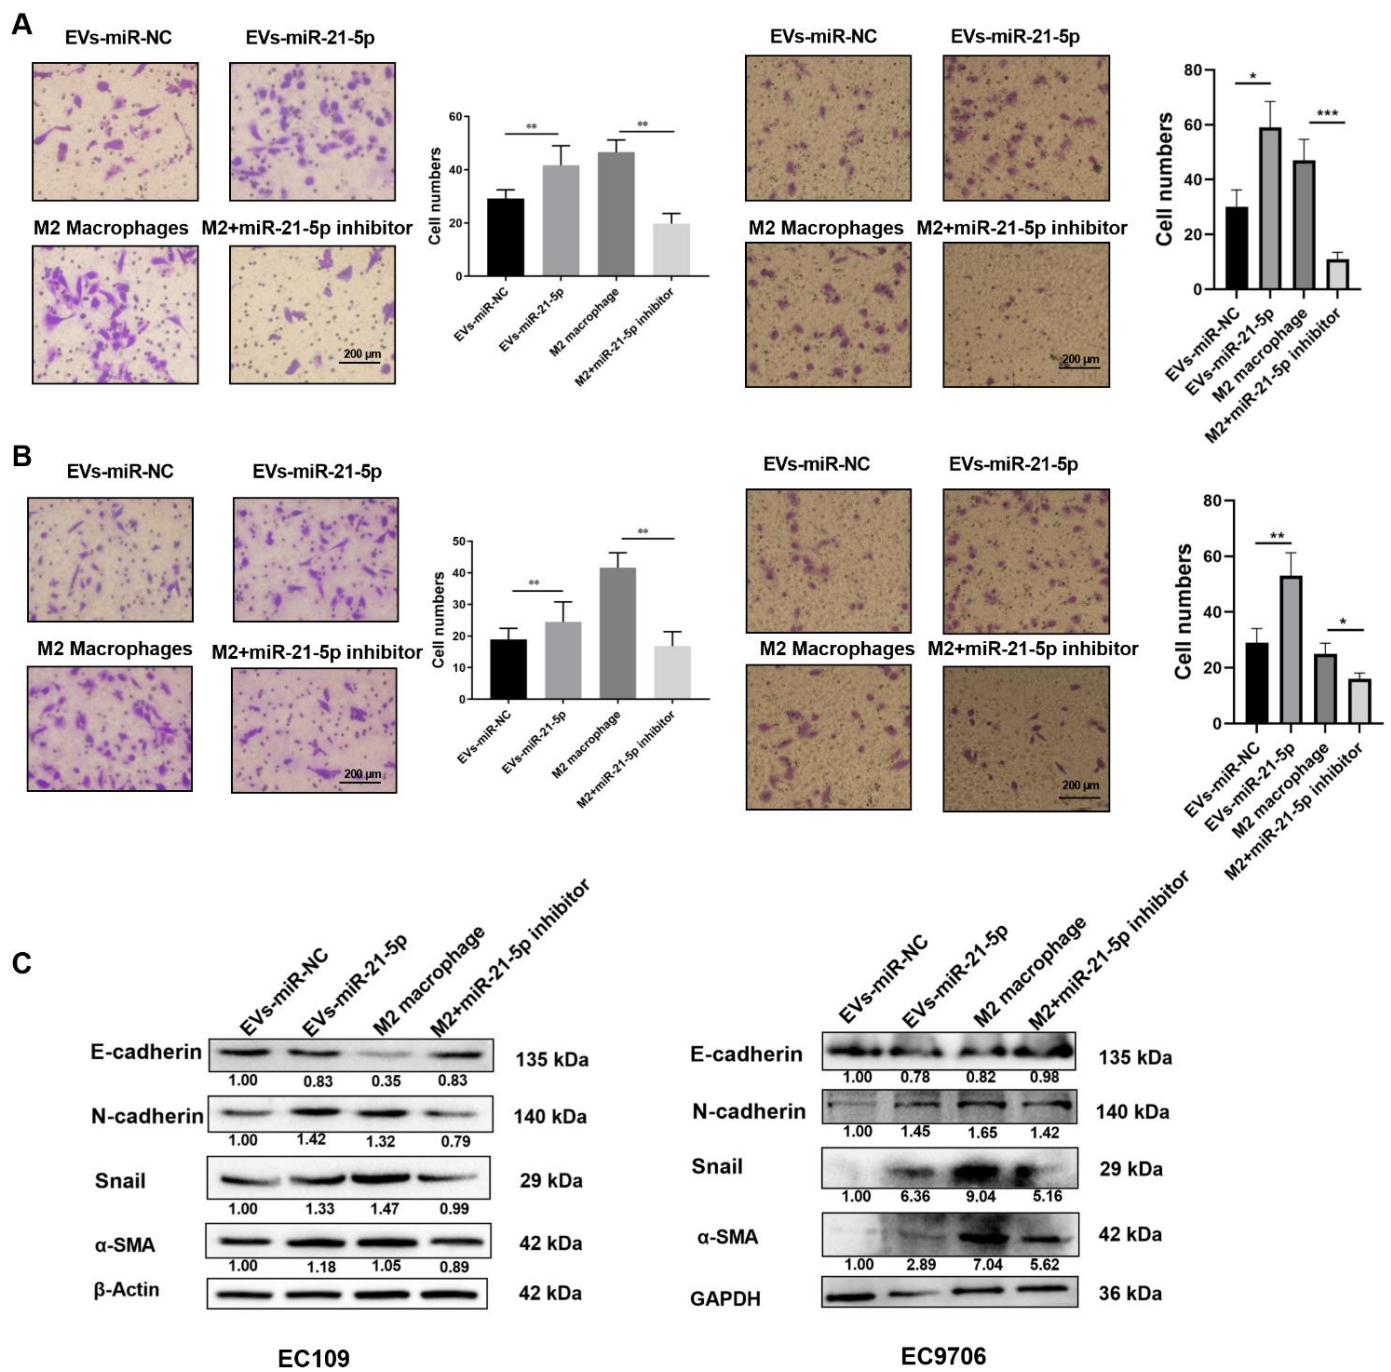 A
EVs-miR-NC EVs-miR-21-5p
M2 Macrophages M2+miR-21-5p inhibitor
200 μm
Cell numbers
60
40
20
0
** **
EVs-miR-NC
EVs-miR-21-5p
M2 macrophage
M2+miR-21-5p inhibitor
EVs-miR-NC EVs-miR-21-5p
M2 Macrophages M2+miR-21-5p inhibitor
200 μm
Cell numbers
80
60
40
20
0
* ***
EVs-miR-NC
EVs-miR-21-5p
M2 macrophage
M2+miR-21-5p inhibitor
B
EVs-miR-NC EVs-miR-21-5p
M2 Macrophages M2+miR-21-5p inhibitor
200 μm
Cell numbers
50
40
30
20
10
0
** **
EVs-miR-NC
EVs-miR-21-5p
M2 macrophage
M2+miR-21-5p inhibitor
EVs-miR-NC EVs-miR-21-5p
M2 Macrophages M2+miR-21-5p inhibitor
200 μm
Cell numbers
80
60
40
20
0
** *
EVs-miR-NC
EVs-miR-21-5p
M2 macrophage
M2+miR-21-5p inhibitor
C
EVs-miR-NC
EVs-miR-21-5p
M2 macrophage
M2+miR-21-5p inhibitor
E-cadherin 135 kDa
1.00 0.83 0.35 0.83
N-cadherin 140 kDa
1.00 1.42 1.32 0.79
Snail 29 kDa
1.00 1.33 1.47 0.99
α-SMA 42 kDa
1.00 1.18 1.05 0.89
β-Actin 42 kDa
EC109
EVs-miR-NC
EVs-miR-21-5p
M2 macrophage
M2+miR-21-5p inhibitor
E-cadherin 135 kDa
1.00 0.78 0.82 0.98
N-cadherin 140 kDa
1.00 1.45 1.65 1.42
Snail 29 kDa
1.00 6.36 9.04 5.16
α-SMA 42 kDa
1.00 2.89 7.04 5.62
GAPDH 36 kDa
EC9706